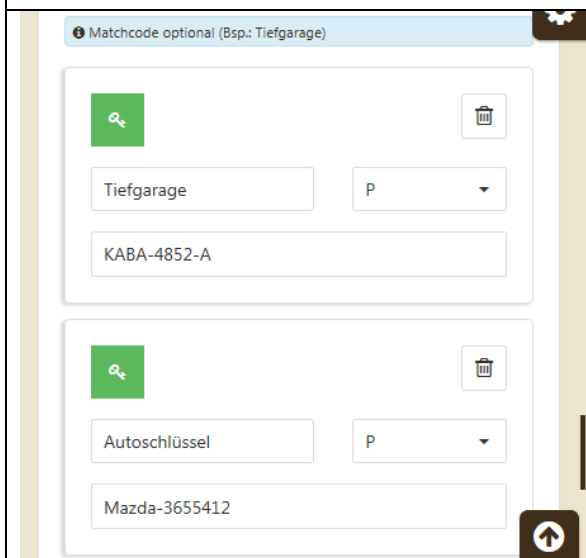 Matchcode optional (Bsp.: Tiefgarage)
Tiefgarage
P
KABA-4852-A
Autoschlüssel
P
Mazda-3655412